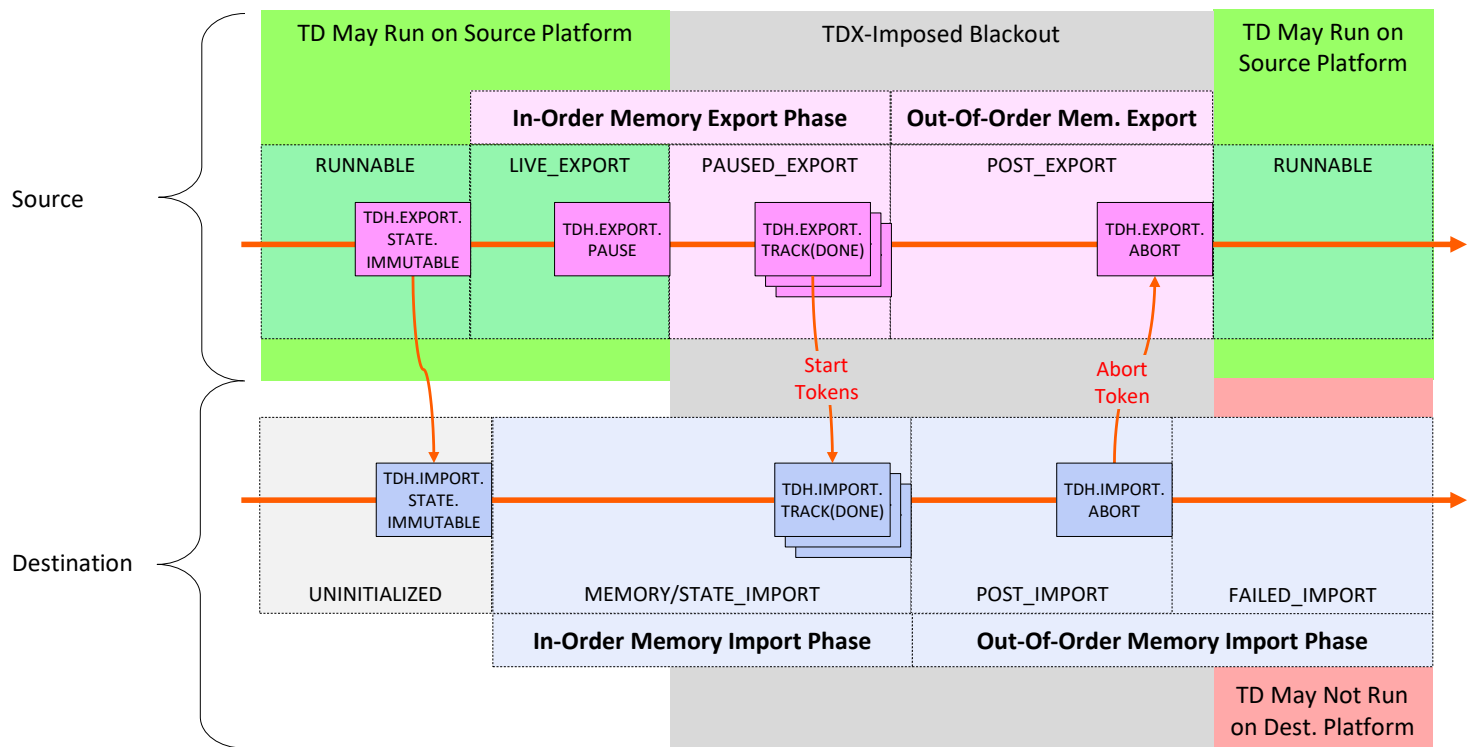 TD May Run on Source Platform
TDX-Imposed Blackout
TD May Run on
Source Platform
In-Order Memory Export Phase
Out-Of-Order Mem. Export
RUNNABLE
LIVE_EXPORT
PAUSED_EXPORT
POST_EXPORT
RUNNABLE
Source
TDH.EXPORT.
STATE.
IMMUTABLE
TDH.EXPORT.
PAUSE
TDH.EXPORT.
TRACK(DONE)
TDH.EXPORT.
ABORT
Start
Tokens
Abort
Token
TDH.IMPORT.
STATE.
IMMUTABLE
TDH.IMPORT.
TRACK(DONE)
TDH.IMPORT.
ABORT
Destination
UNINITIALIZED
MEMORY/STATE_IMPORT
POST_IMPORT
FAILED_IMPORT
In-Order Memory Import Phase
Out-Of-Order Memory Import Phase
TD May Not Run
on Dest. Platform